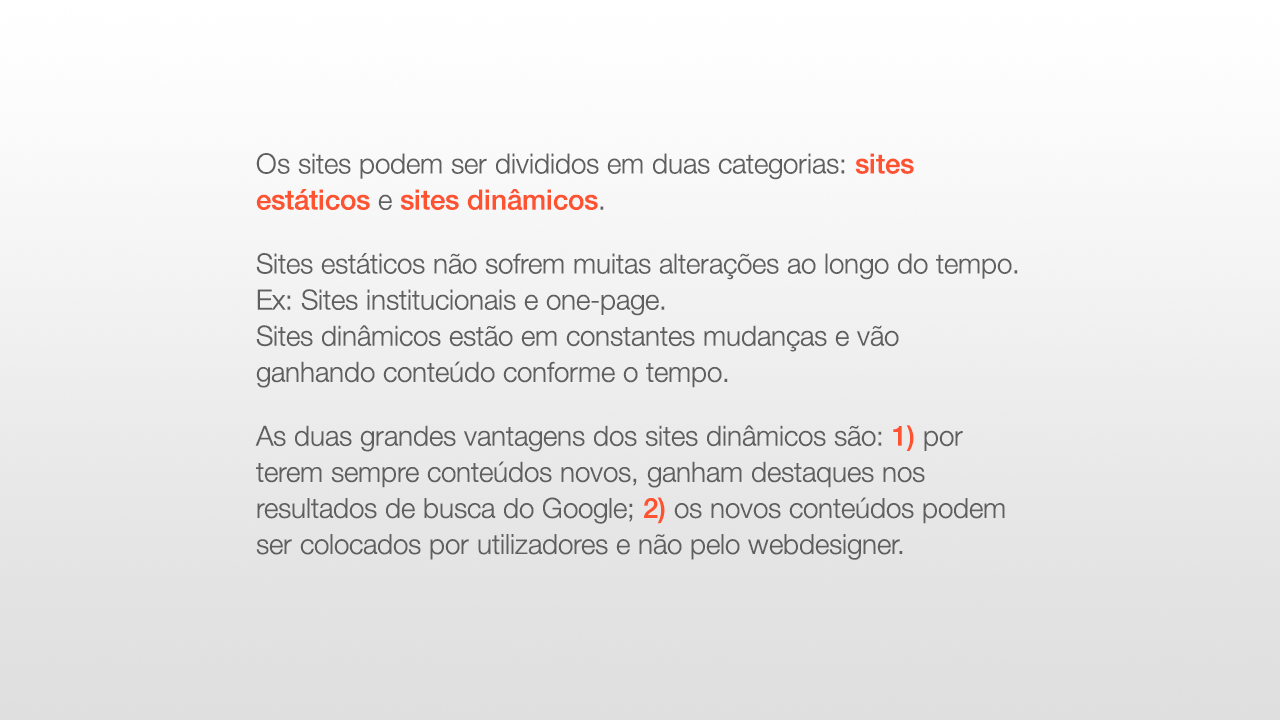 Os sites podem ser divididos em duas categorias: sites
estáticos e sites dinâmicos.
Sites estáticos não sofrem muitas alterações ao longo do tempo.
Ex: Sites institucionais e one-page.
Sites dinâmicos estão em constantes mudanças e vão
ganhando conteúdo conforme o tempo.
As duas grandes vantagens dos sites dinâmicos são: 1) por
terem sempre conteúdos novos, ganham destaques nos
resultados de busca do Google; 2) os novos conteúdos podem
ser colocados por utilizadores e não pelo webdesigner.